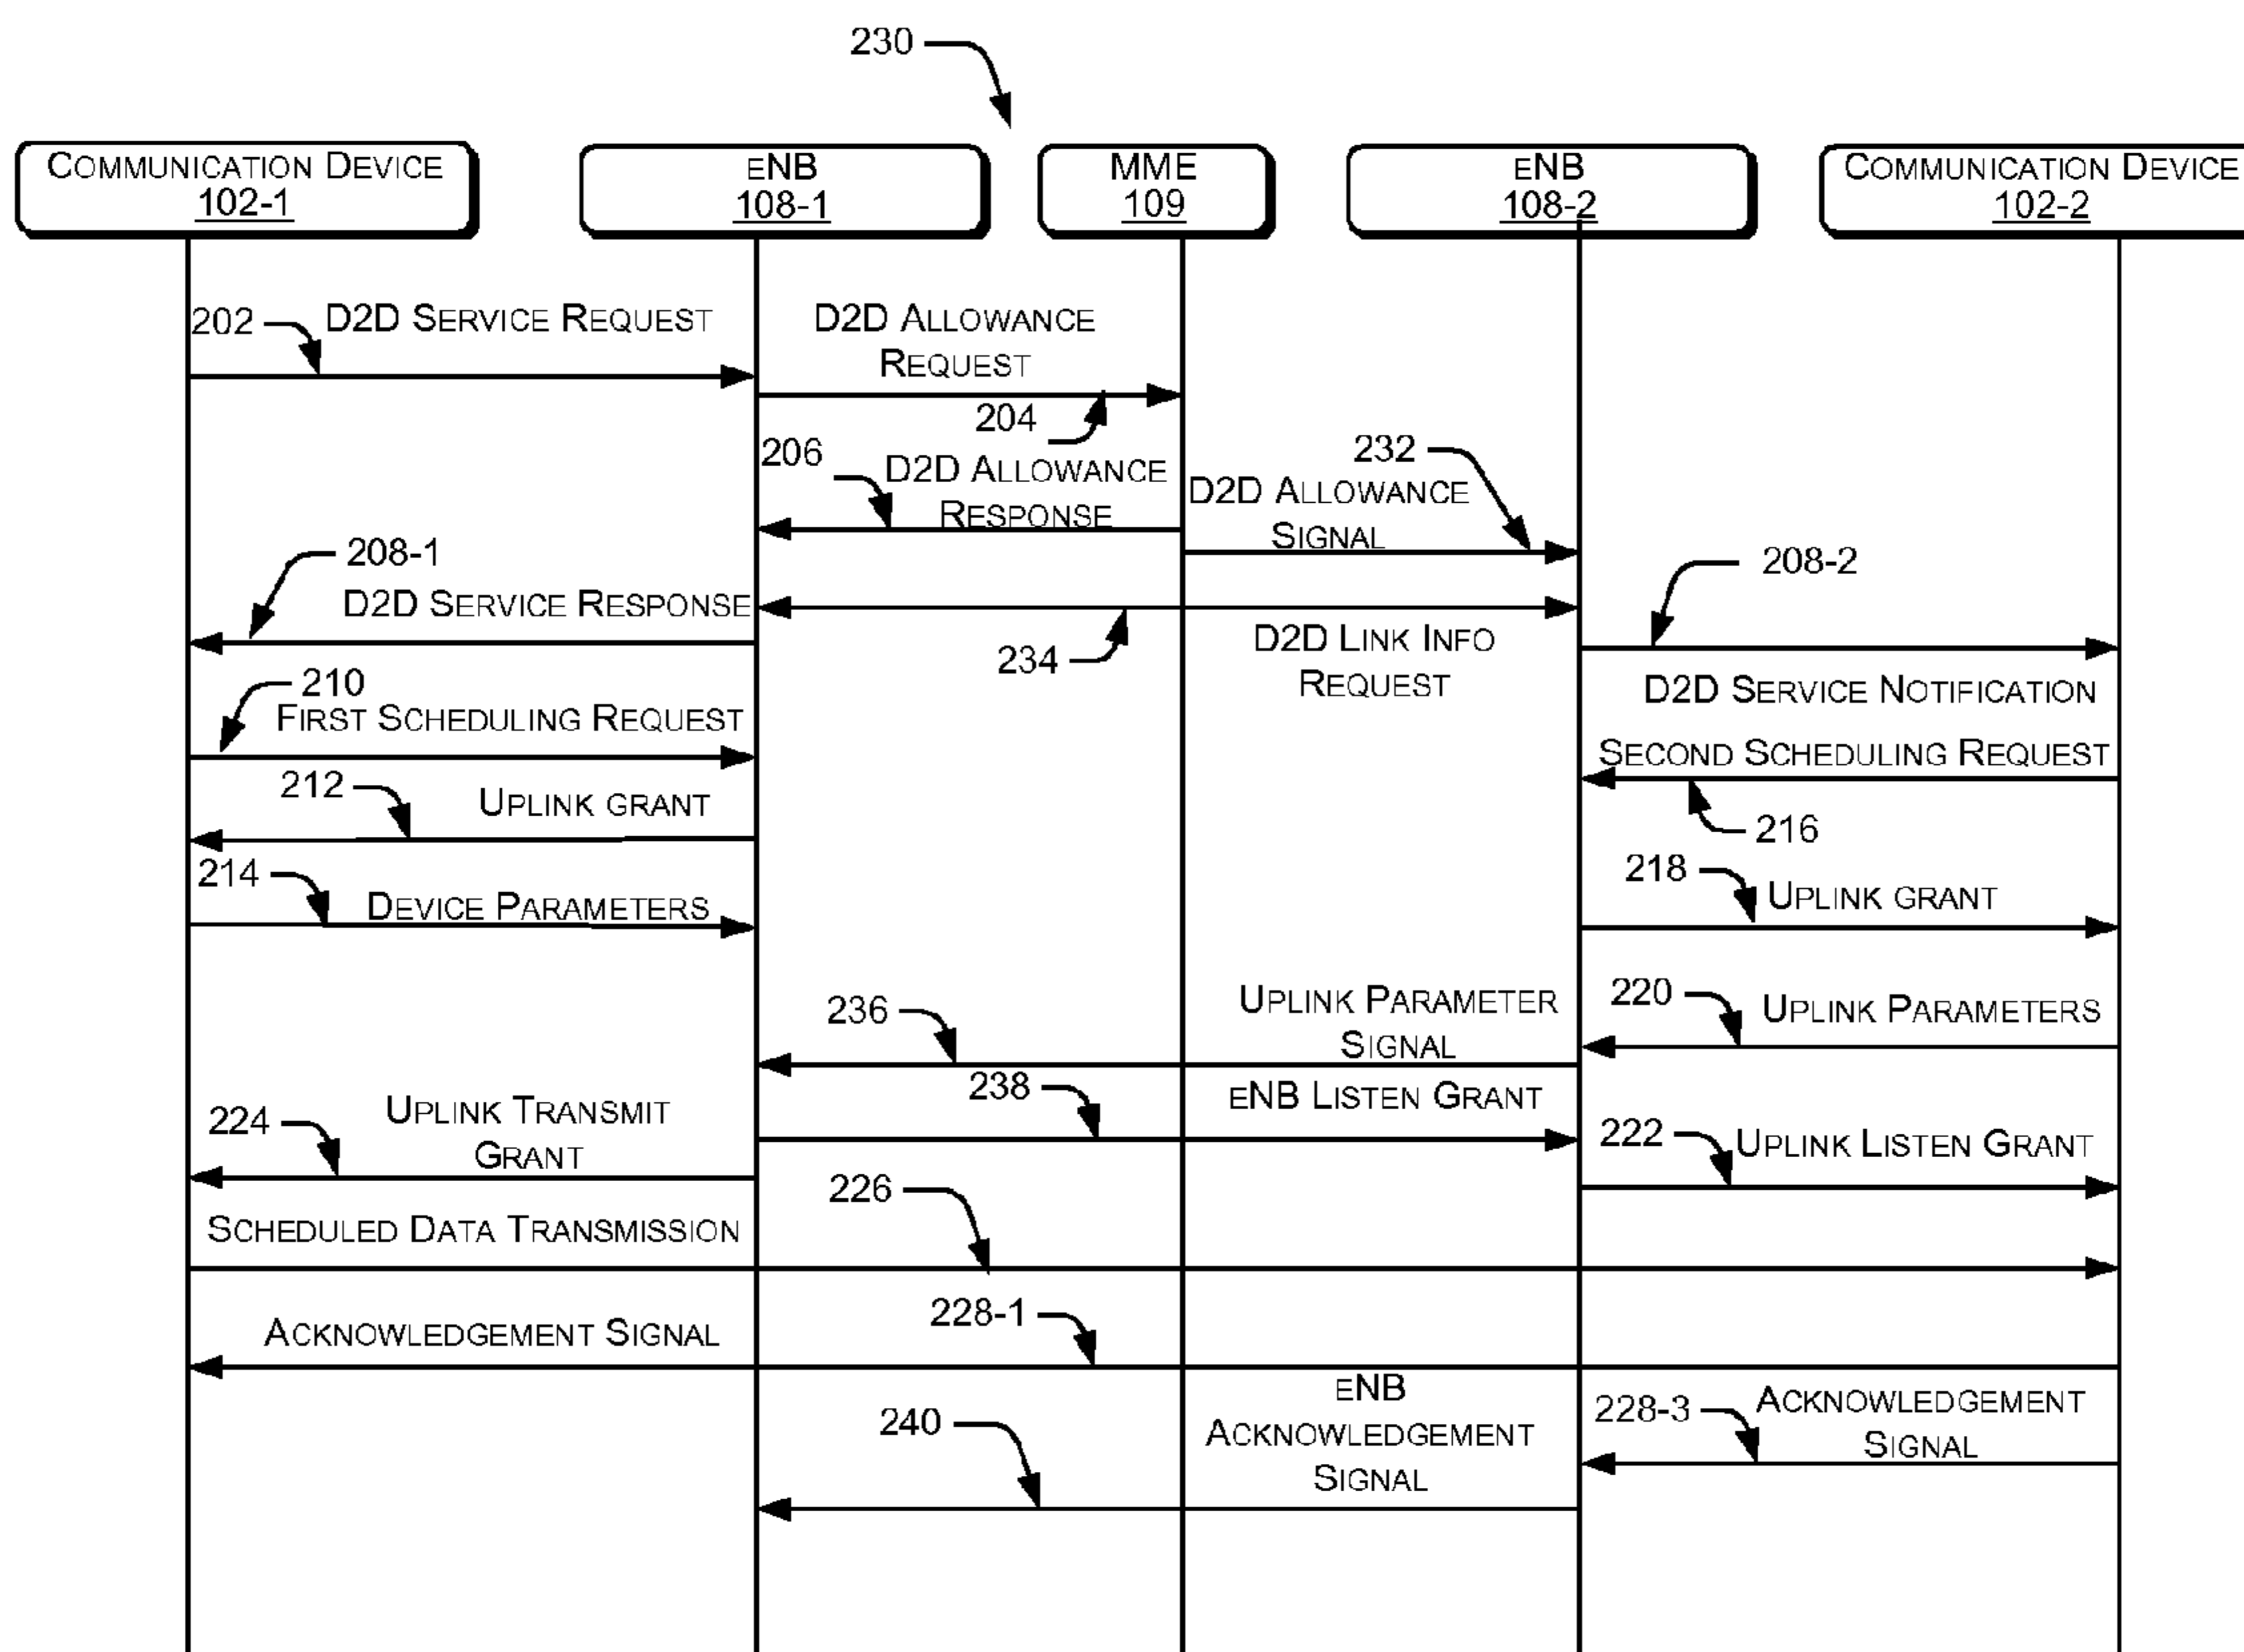 230
COMMUNICATION DEVICE
102-1
eNB
108-1
MME
109
eNB
108-2
COMMUNICATION DEVICE
102-2
202
D2D SERVICE REQUEST
D2D ALLOWANCE
REQUEST
204
206
D2D ALLOWANCE
RESPONSE
232
D2D ALLOWANCE
SIGNAL
208-1
D2D SERVICE RESPONSE
234
D2D LINK INFO
REQUEST
208-2
D2D SERVICE NOTIFICATION
210
FIRST SCHEDULING REQUEST
SECOND SCHEDULING REQUEST
216
212
UPLINK GRANT
214
DEVICE PARAMETERS
218
UPLINK GRANT
220
UPLINK PARAMETERS
236
UPLINK PARAMETER
SIGNAL
238
eNB LISTEN GRANT
224
UPLINK TRANSMIT
GRANT
222
UPLINK LISTEN GRANT
226
SCHEDULED DATA TRANSMISSION
228-1
ACKNOWLEDGEMENT SIGNAL
240
eNB
ACKNOWLEDGEMENT
SIGNAL
228-3
ACKNOWLEDGEMENT
SIGNAL